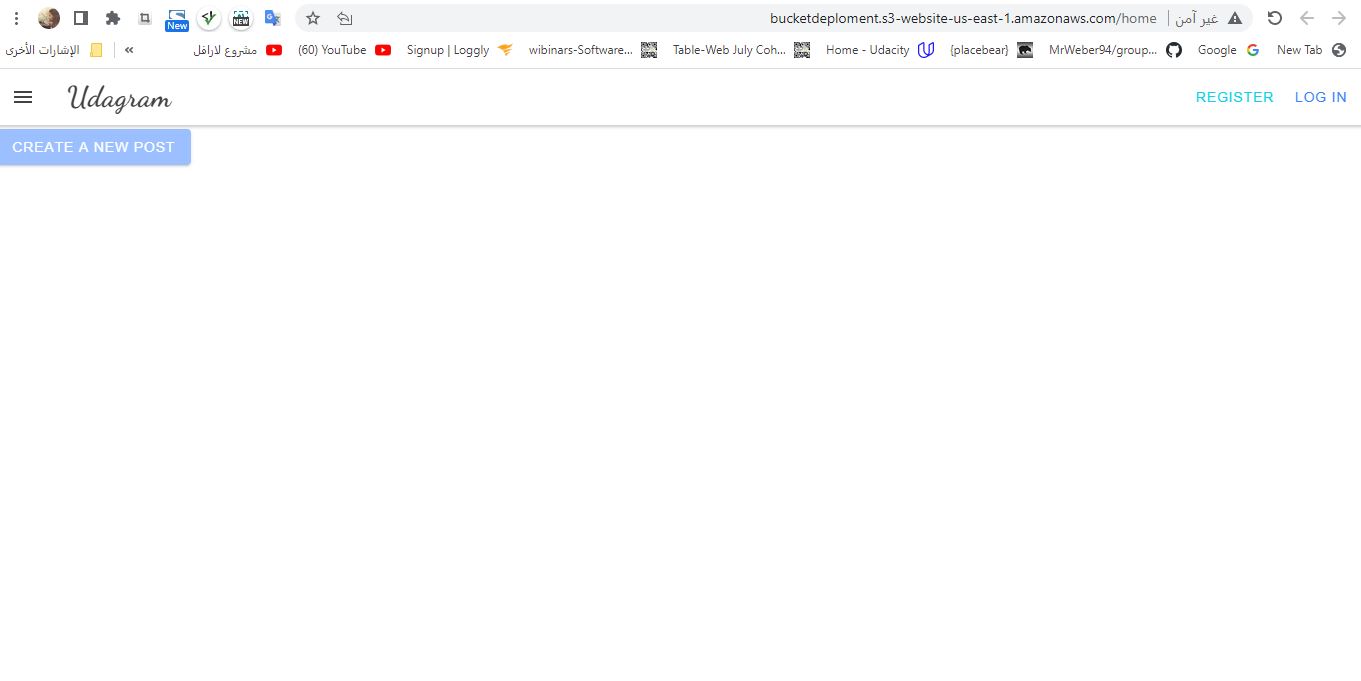 bucketdeploment.s3-website-us-east-1.amazonaws.com/home | غير آمن
New
NEW
New Tab
Google
MrWeber94/group...
{placebear}
Home - Udacity
Table-Web July Coh...
wibinars-Software...
Signup | Loggly
(60) YouTube
مشروع لارافل
»
الإشارات الأخرى
Udagram
REGISTER LOG IN
CREATE A NEW POST